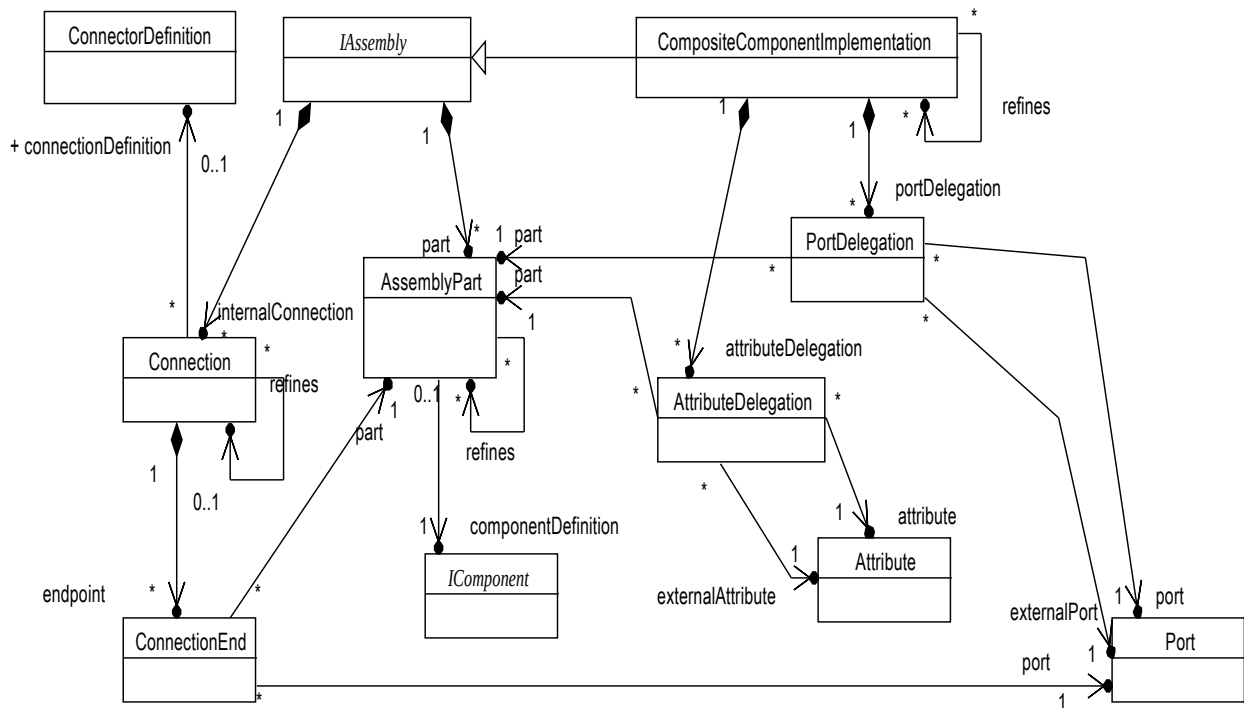 ConnectorDefinition
IAssembly
CompositeComponentImplementation
*
1
1
1
1
*
refines
+ connectionDefinition
0..1
portDelegation
*
*
part
1
part
PortDelegation
*
*
AssemblyPart
part
1
*
*
internalConnection
*
Connection
*
refines
*
attributeDelegation
*
AttributeDelegation
*
*
0..1
*
*
refines
part
1
1
0..1
1
componentDefinition
IComponent
*
1
attribute
1
Attribute
externalAttribute
endpoint
*
*
ConnectionEnd
*
externalPort
1
port
1
Port
port
1